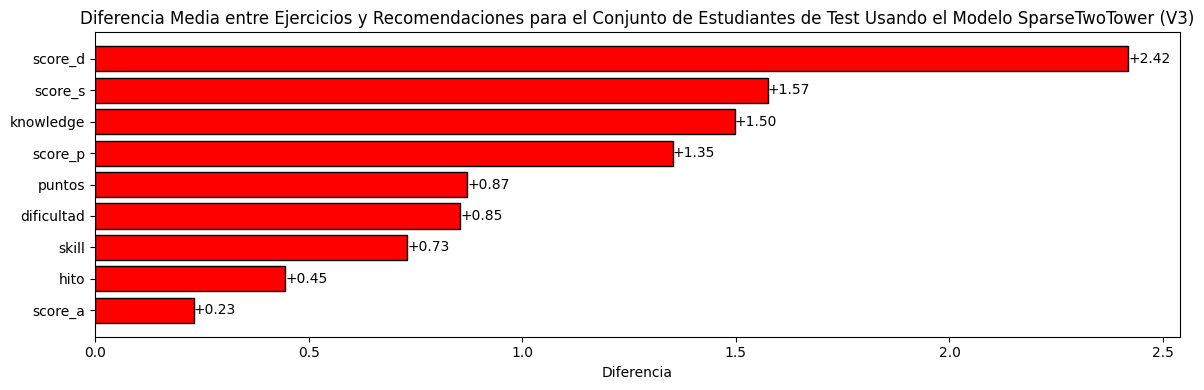 Diferencia Media entre Ejercicios y Recomendaciones para el Conjunto de Estudiantes de Test Usando el Modelo SparseTwoTower (V3)
score_d +2.42
score_s +1.57
knowledge +1.50
score_p +1.35
puntos +0.87
dificultad +0.85
skill +0.73
hito +0.45
score_a +0.23
0.0 0.5 1.0 1.5 2.0 2.5
Diferencia